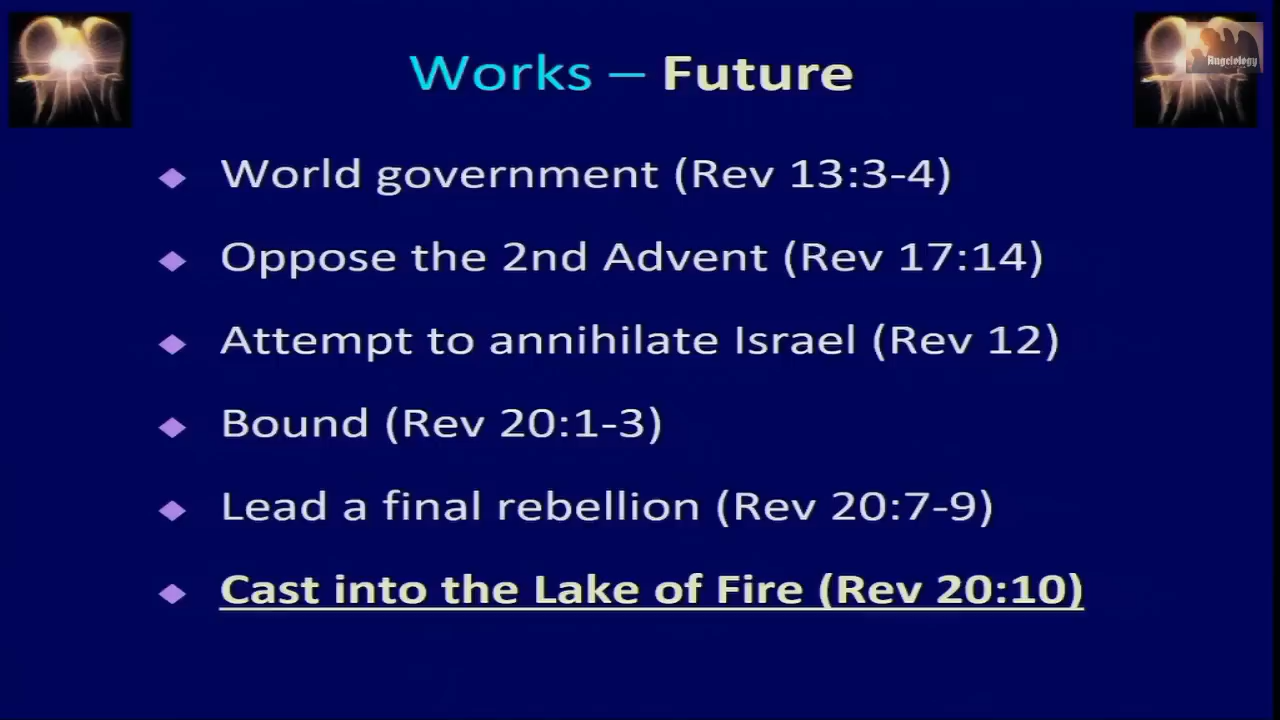 Works – Future
Angelology
◆ World government (Rev 13:3-4)
◆ Oppose the 2nd Advent (Rev 17:14)
◆ Attempt to annihilate Israel (Rev 12)
◆ Bound (Rev 20:1-3)
◆ Lead a final rebellion (Rev 20:7-9)
◆ Cast into the Lake of Fire (Rev 20:10)